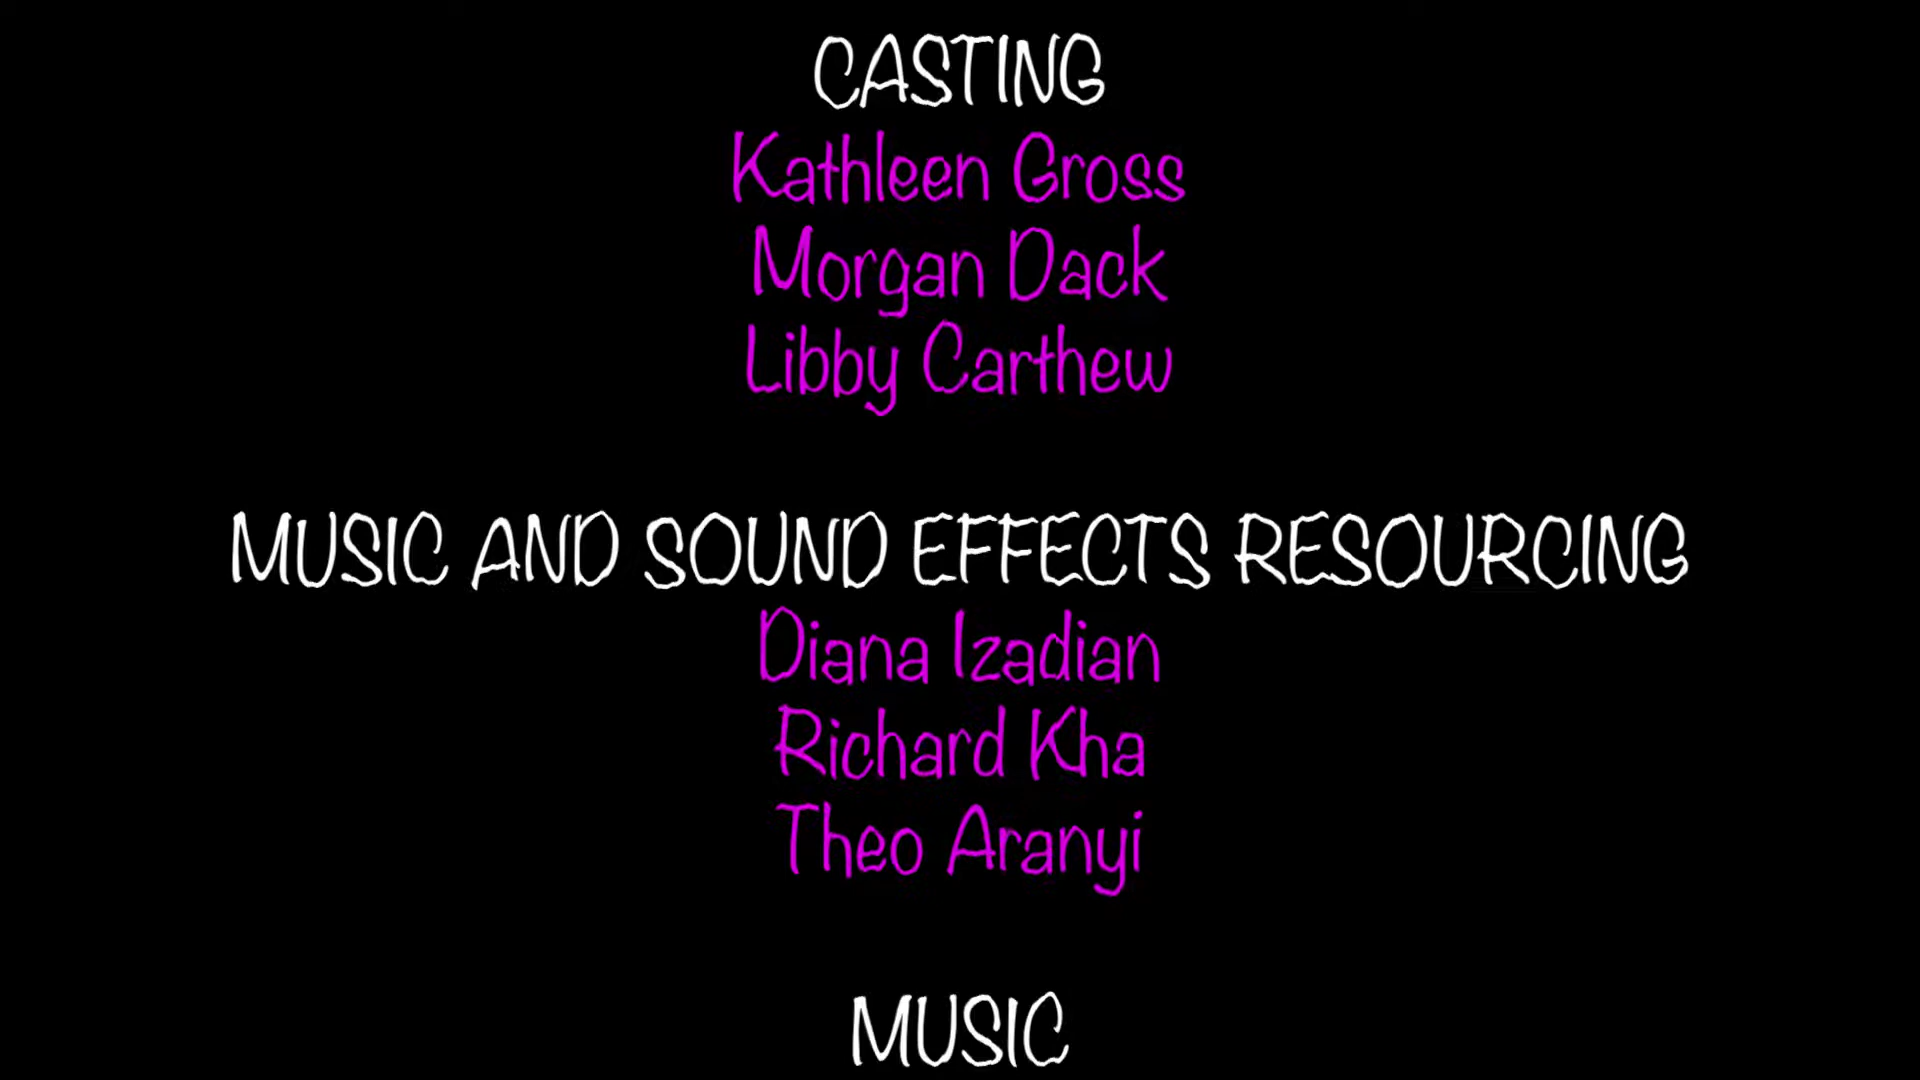 CASTING
Kathleen Gross
Morgan Dack
Libby Carthew
MUSIC AND SOUND EFFECTS RESOURCING
Diana Izadian
Richard Kha
Theo Aranyi
MUSIC